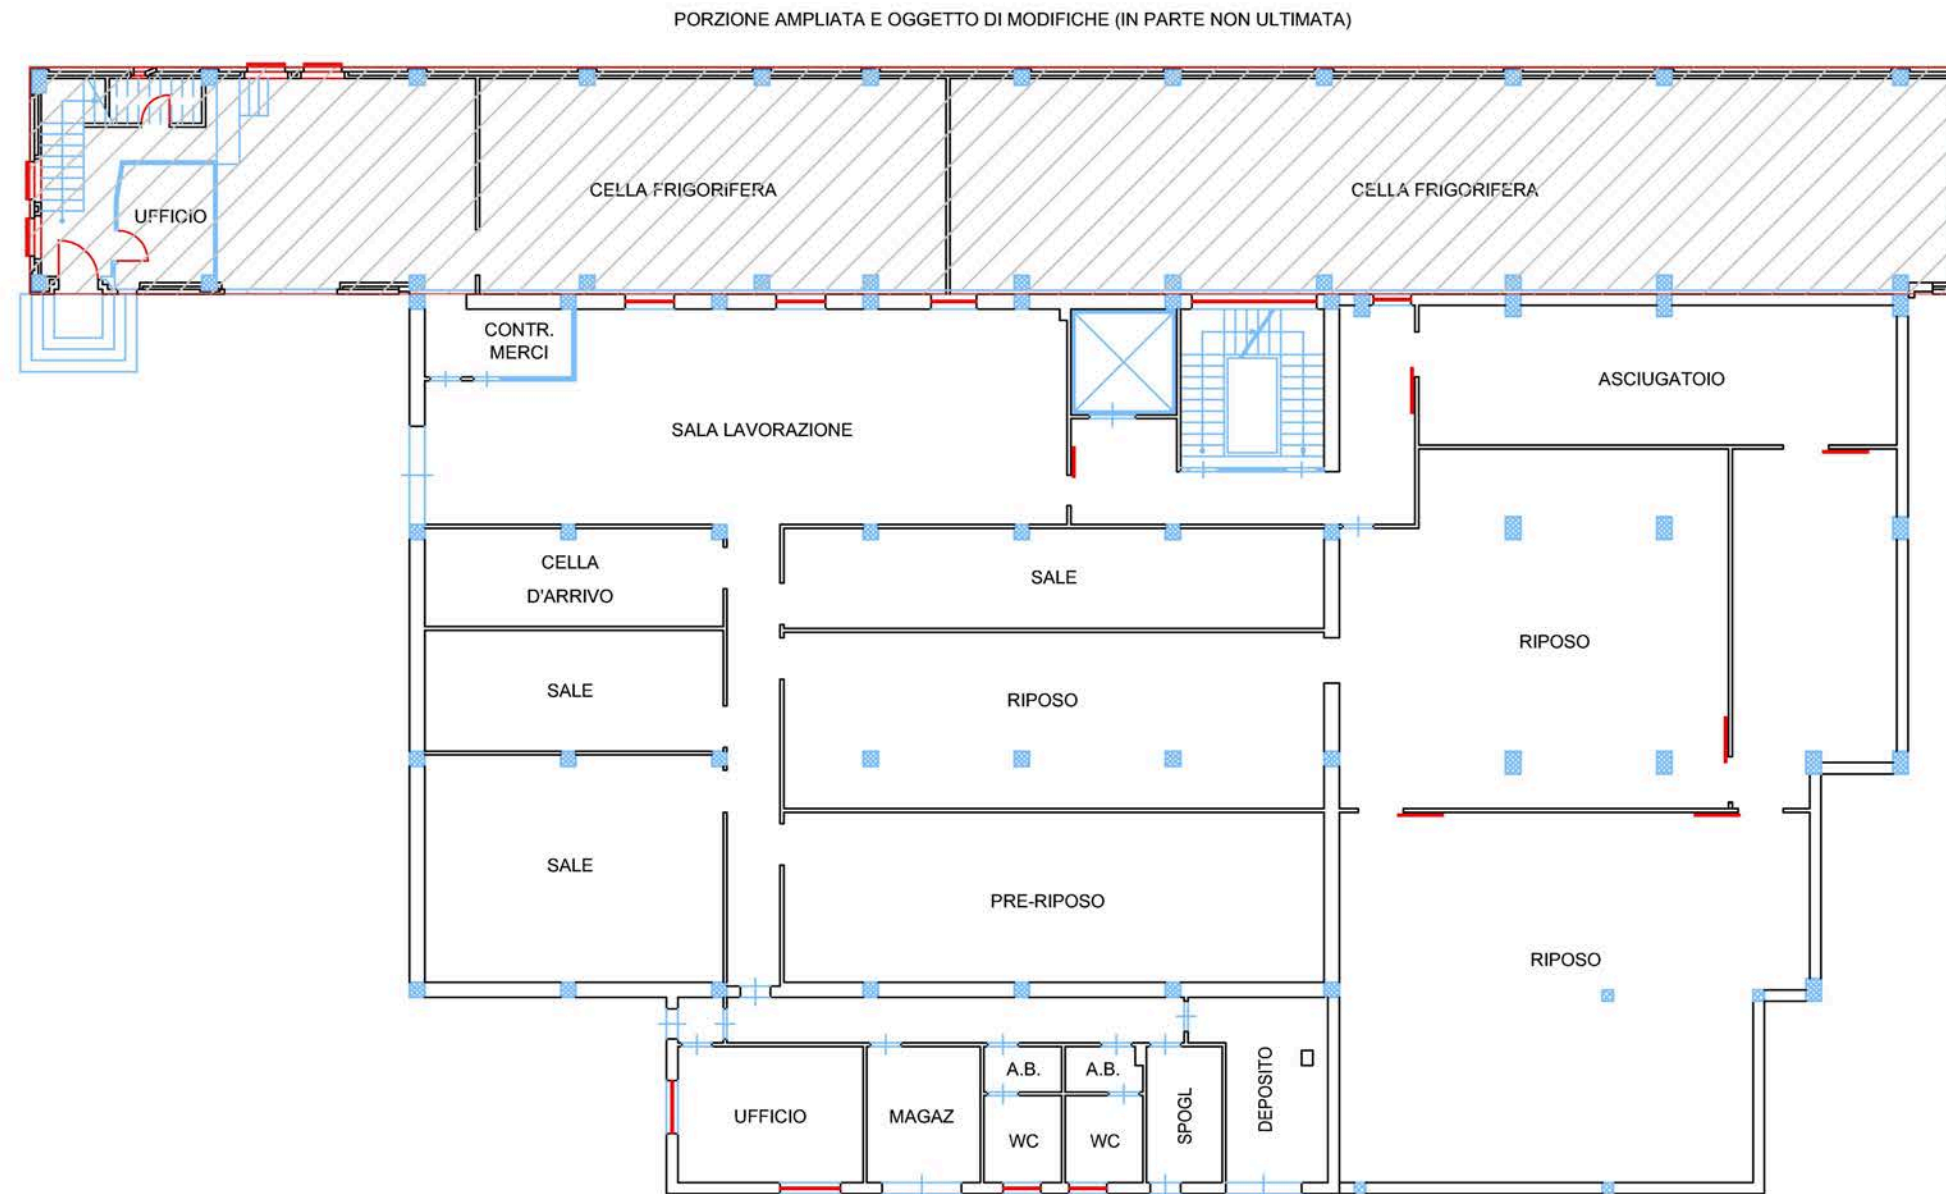 PORZIONE AMPLIATA E OGGETTO DI MODIFICHE (IN PARTE NON ULTIMATA)
CELLA FRIGORIFERA
CELLA FRIGORIFERA
UFFICIO
CONTR.
MERCI
ASCIUGATOIO
SALA LAVORAZIONE
CELLA
D'ARRIVO
SALE
RIPOSO
SALE
RIPOSO
SALE
PRE-RIPOSO
RIPOSO
A.B.
A.B.
UFFICIO
MAGAZ
WC
WC
SPOGL
DEPOSITO